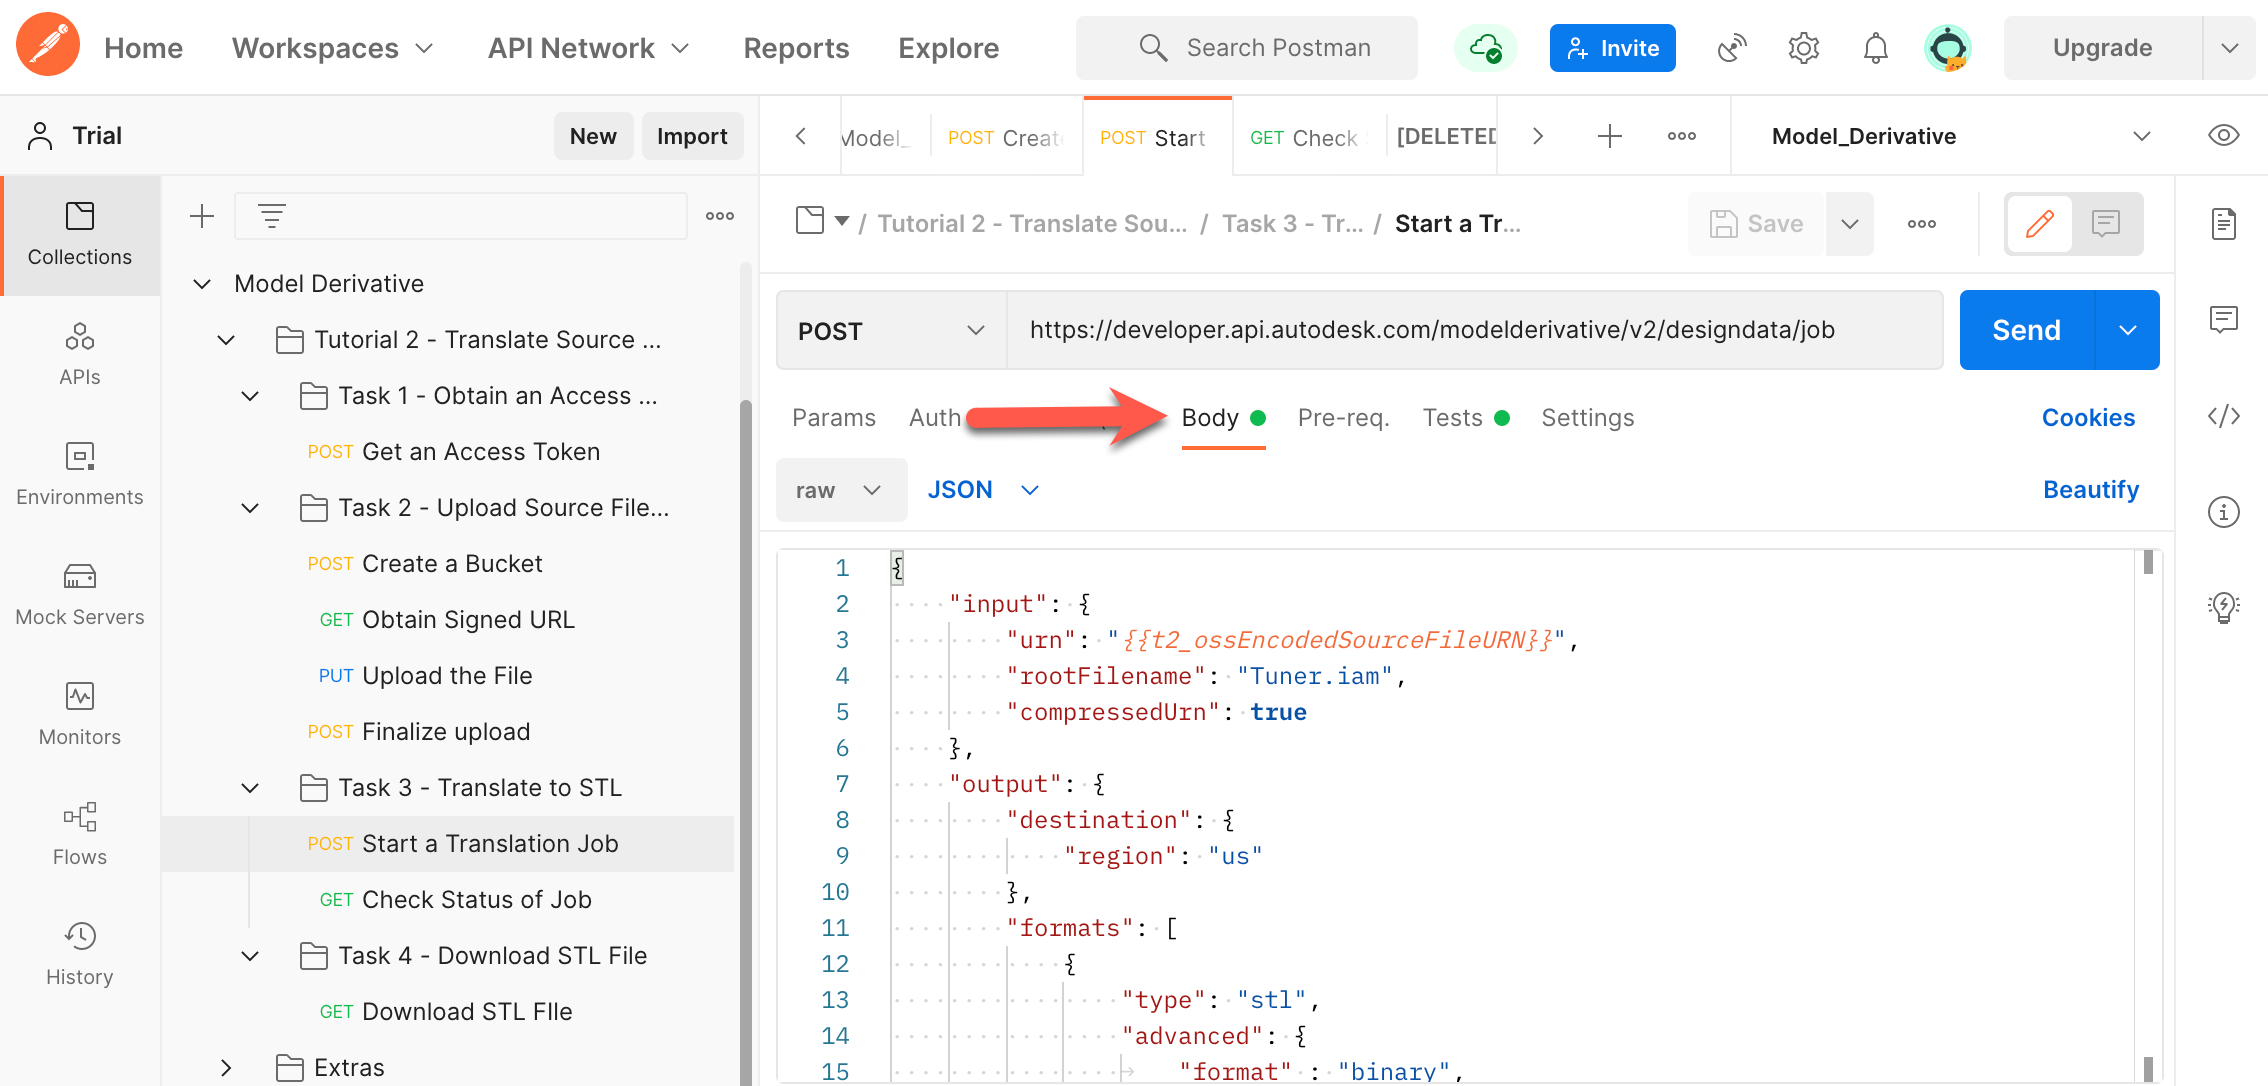 Home Workspaces API Network Reports Explore Search Postman Invite Upgrade
Trial New Import
Model_ POST Create POST Start GET Check [DELETED Model_Derivative
Collections
APIs
Environments
Mock Servers
Monitors
Flows
History
Model Derivative
Tutorial 2 - Translate Source ...
Task 1 - Obtain an Access ...
POST Get an Access Token
Task 2 - Upload Source File...
POST Create a Bucket
GET Obtain Signed URL
PUT Upload the File
POST Finalize upload
Task 3 - Translate to STL
POST Start a Translation Job
GET Check Status of Job
Task 4 - Download STL File
GET Download STL FIle
Extras
/ Tutorial 2 - Translate Sou... / Task 3 - Tr... / Start a Tr... Save
POST https://developer.api.autodesk.com/modelderivative/v2/designdata/job Send
Params Auth Body Pre-req. Tests Settings Cookies
raw JSON Beautify
1 {
2 "input": {
3 "urn": "{{t2_ossEncodedSourceFileURN}}",
4 "rootFilename": "Tuner.iam",
5 "compressedUrn": true
6 },
7 "output": {
8 "destination": {
9 "region": "us"
10 },
11 "formats": [
12 {
13 "type": "stl",
14 "advanced": {
15 "format" : "binary",